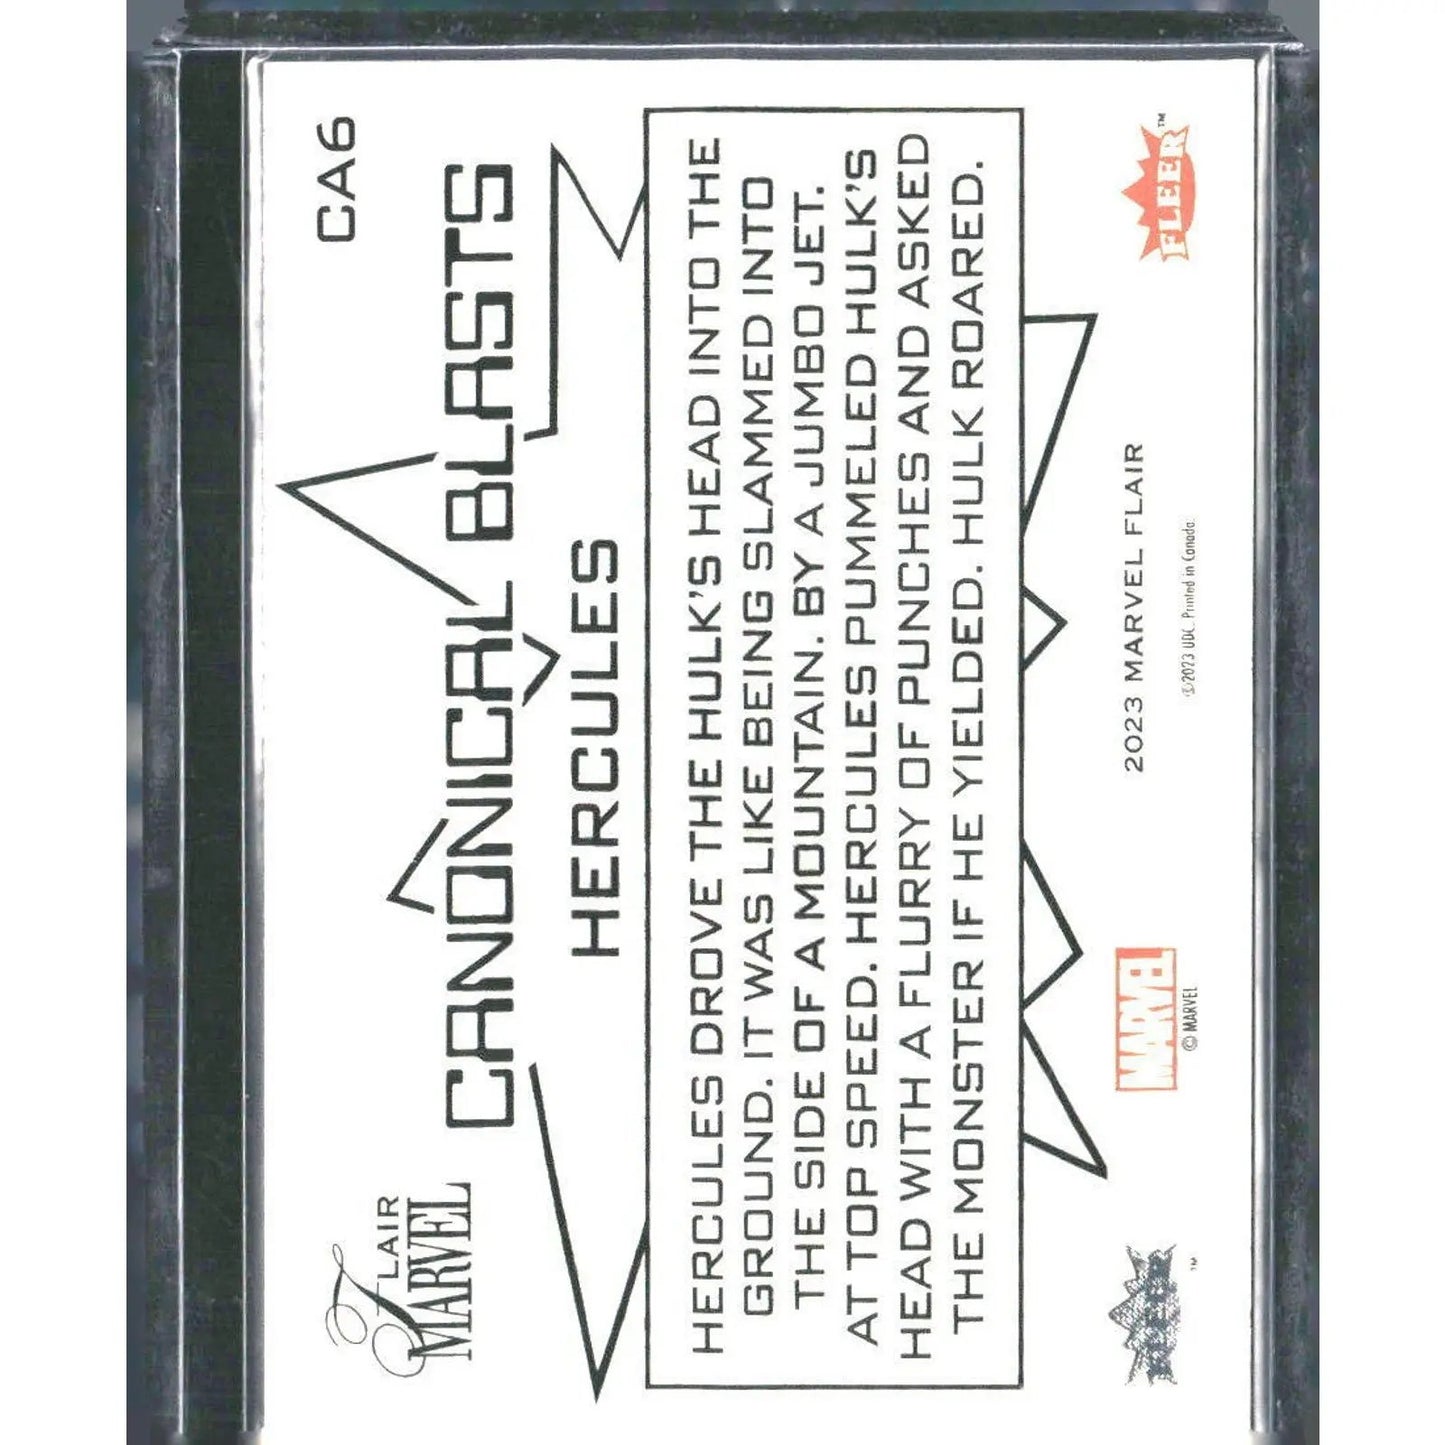 CA6
FLAIR
MARVEL
CANONICAL BLASTS
HERCULES
HERCULES DROVE THE HULK'S HEAD INTO THE
GROUND. IT WAS LIKE BEING SLAMMED INTO
THE SIDE OF A MOUNTAIN. BY A JUMBO JET.
AT TOP SPEED. HERCULES PUMMELED HULK'S
HEAD WITH A FLURRY OF PUNCHES AND ASKED
THE MONSTER IF HE YIELDED. HULK ROARED.
FLEER™
MARVEL
© MARVEL
2023 MARVEL FLAIR
©2023 UDC. Printed in Canada.
FLEER™